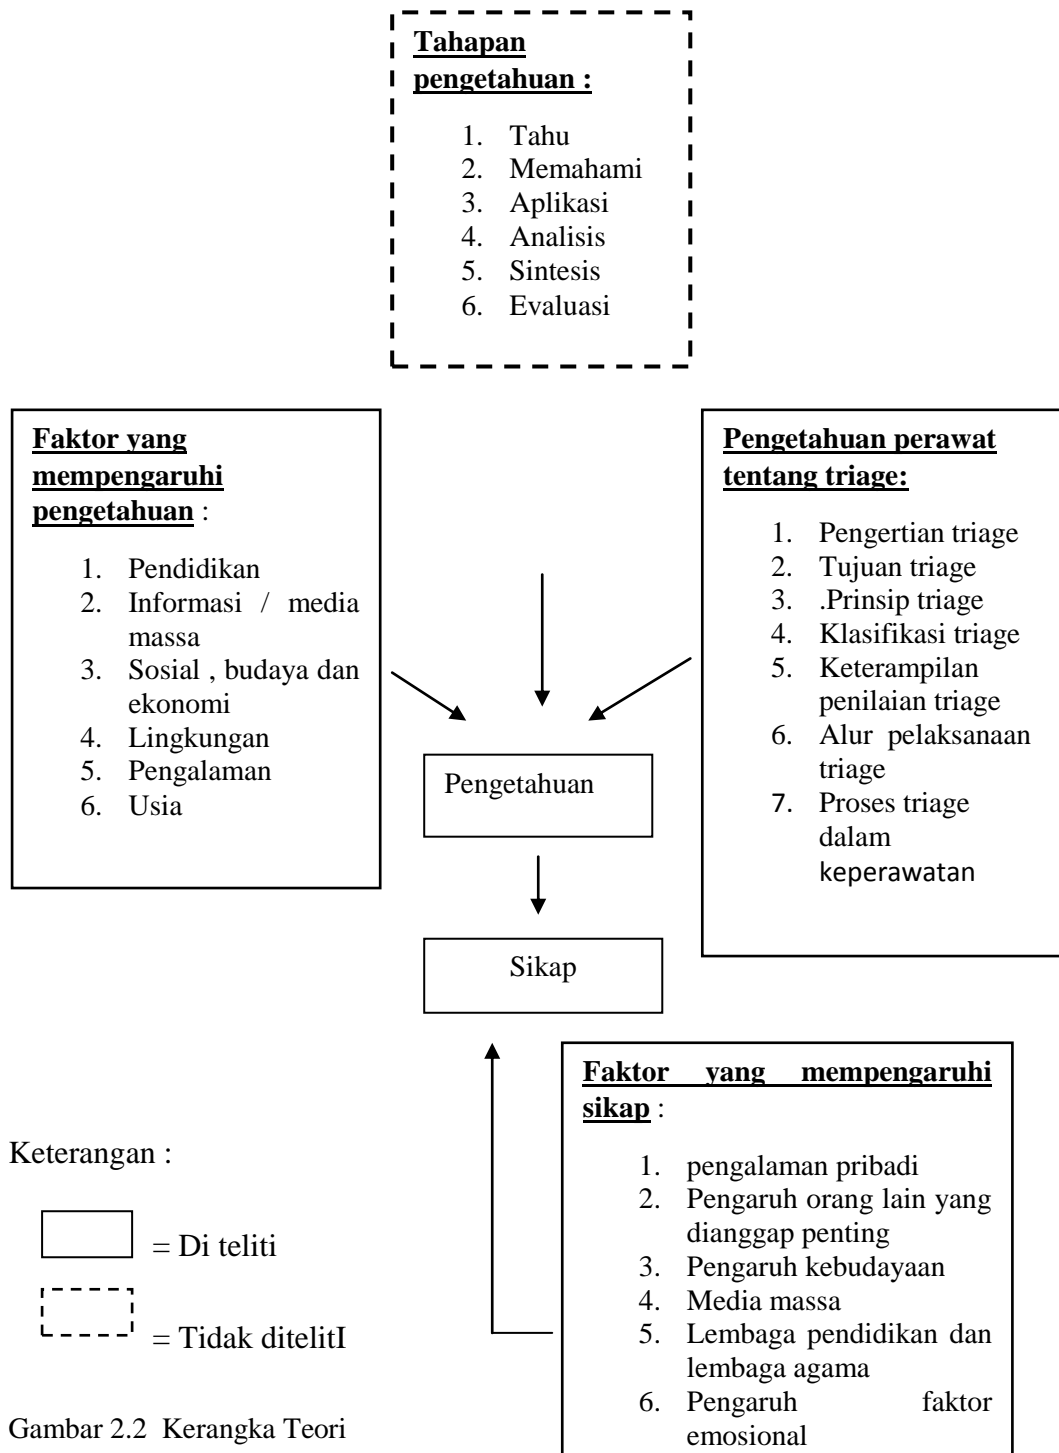 Tahapan
pengetahuan :
1. Tahu
2. Memahami
3. Aplikasi
4. Analisis
5. Sintesis
6. Evaluasi
Faktor yang
mempengaruhi
pengetahuan :
1. Pendidikan
2. Informasi / media
massa
3. Sosial , budaya dan
ekonomi
4. Lingkungan
5. Pengalaman
6. Usia
Pengetahuan perawat
tentang triage:
1. Pengertian triage
2. Tujuan triage
3. .Prinsip triage
4. Klasifikasi triage
5. Keterampilan
penilaian triage
6. Alur pelaksanaan
triage
7. Proses triage
dalam
keperawatan
Pengetahuan
Sikap
Faktor yang mempengaruhi
sikap :
1. pengalaman pribadi
2. Pengaruh orang lain yang
dianggap penting
3. Pengaruh kebudayaan
4. Media massa
5. Lembaga pendidikan dan
lembaga agama
6. Pengaruh faktor
emosional
Keterangan :
= Di teliti
= Tidak ditelitI
Gambar 2.2 Kerangka Teori